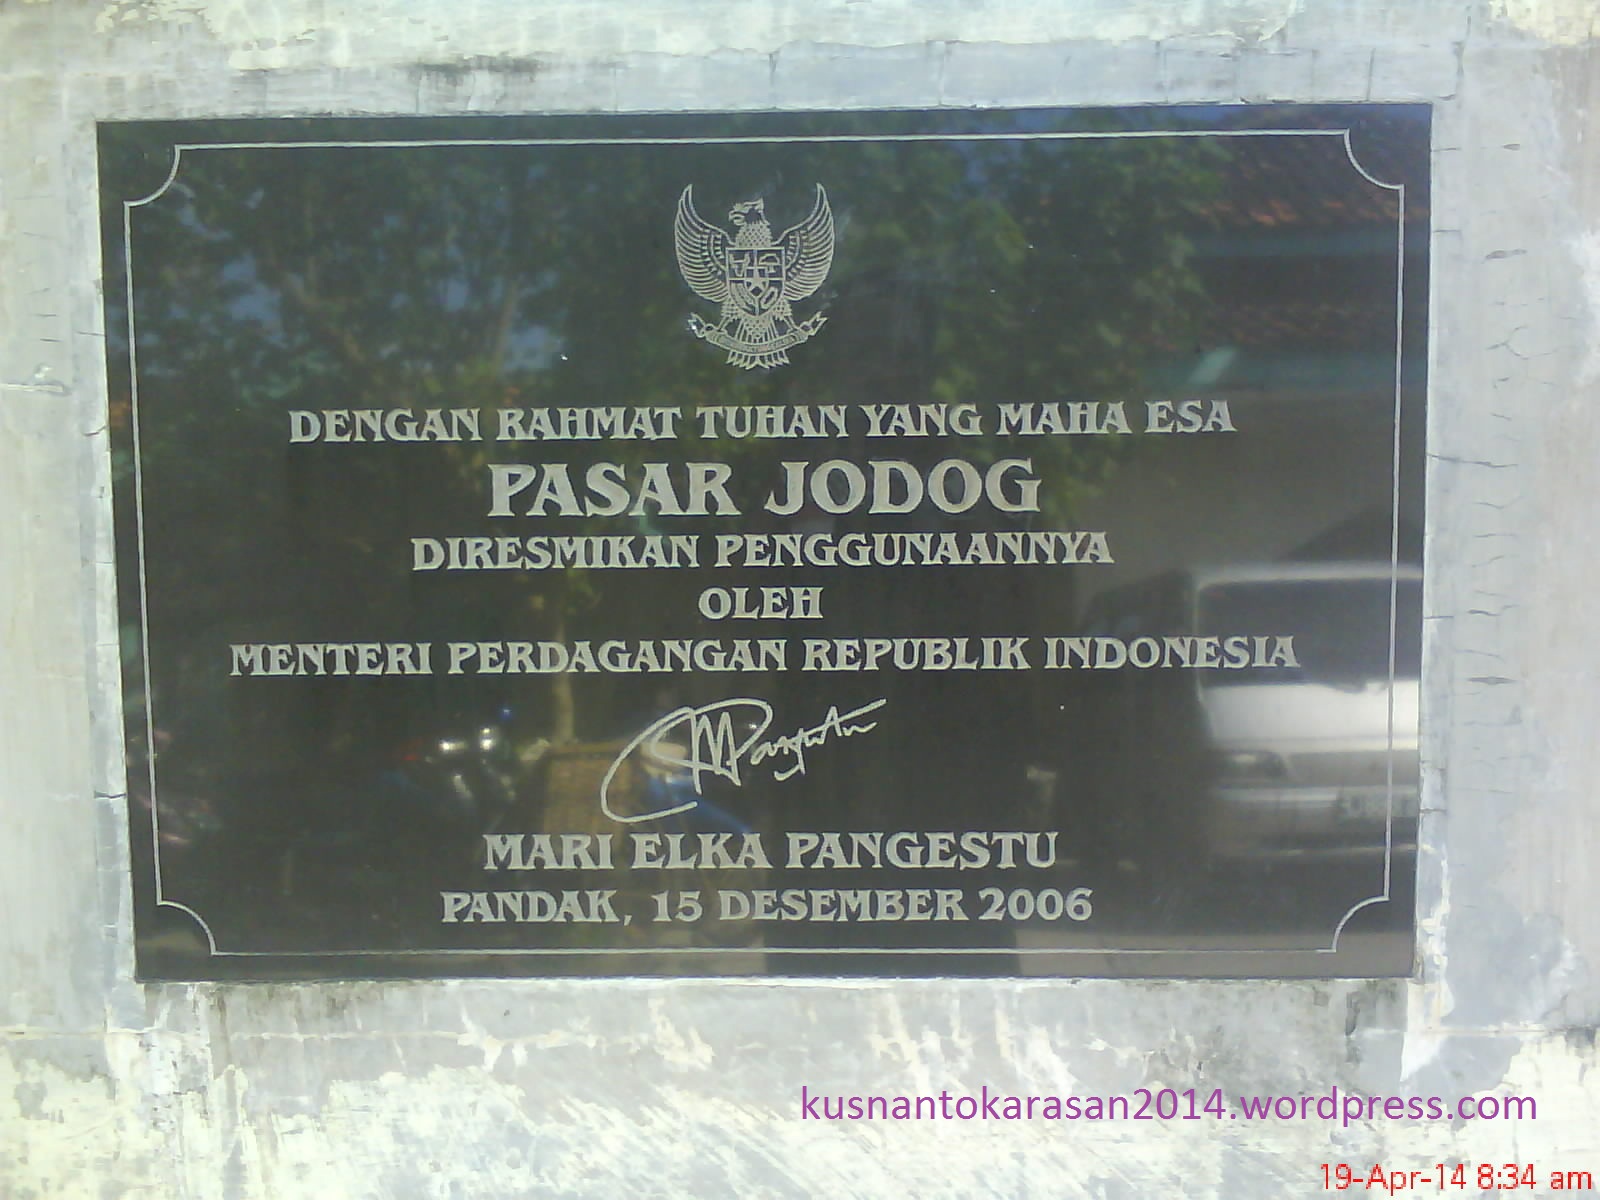 DENGAN RAHMAT TUHAN YANG MAHA ESA
PASAR JODOG
DIRESMIKAN PENGGUNAANNYA
OLEH
MENTERI PERDAGANGAN REPUBLIK INDONESIA
MPangestu
MARI ELKA PANGESTU
PANDAK, 15 DESEMBER 2006
kusnantokarasan2014.wordpress.com
19-Apr-14 8:34 am